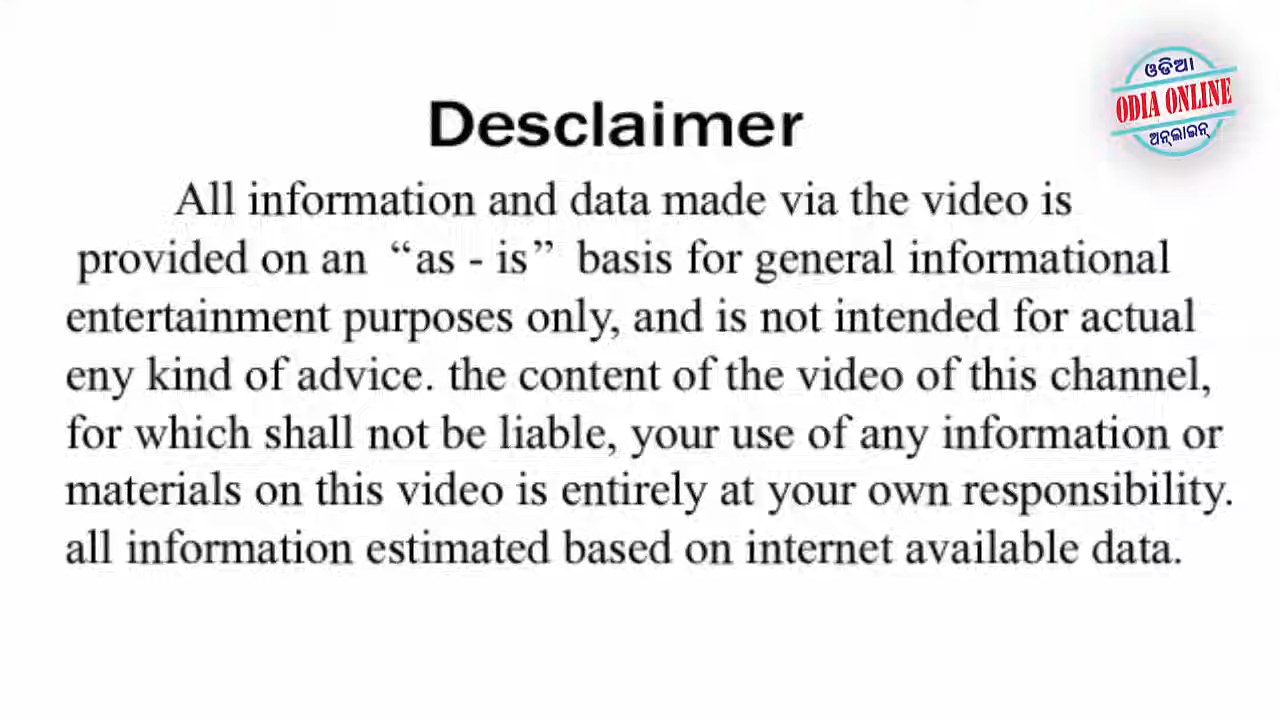 ଓଡିଆ
ODIA ONLINE
ଅନ୍‌ଲାଇନ୍
Desclaimer
All information and data made via the video is
provided on an “as - is” basis for general informational
entertainment purposes only, and is not intended for actual
eny kind of advice. the content of the video of this channel,
for which shall not be liable, your use of any information or
materials on this video is entirely at your own responsibility.
all information estimated based on internet available data.